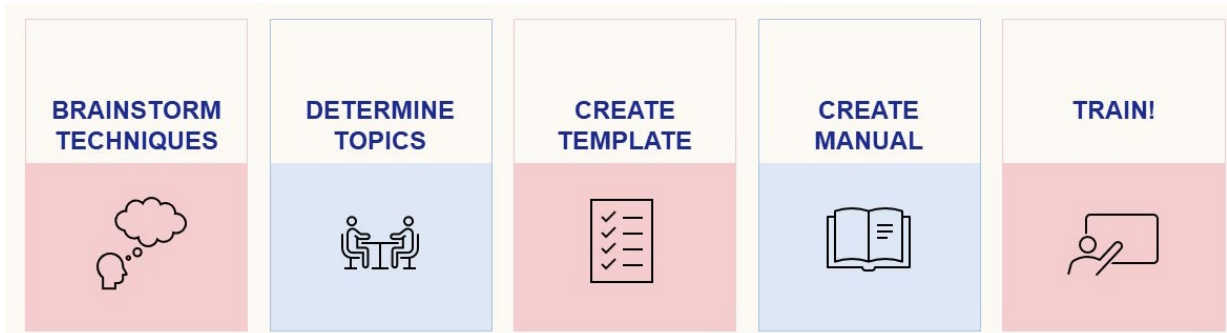 BRAINSTORM
TECHNIQUES
DETERMINE
TOPICS
CREATE
TEMPLATE
CREATE
MANUAL
TRAIN!